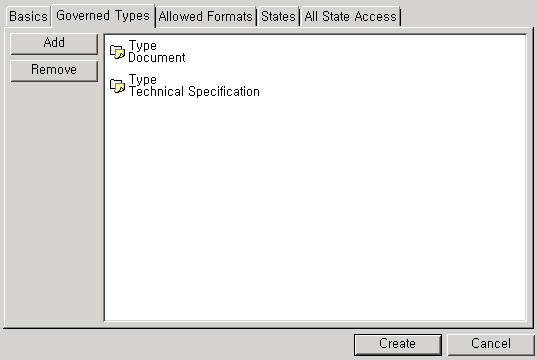 Basics Governed Types Allowed Formats States All State Access
Add
Remove
Type
Document
Type
Technical Specification
Create Cancel